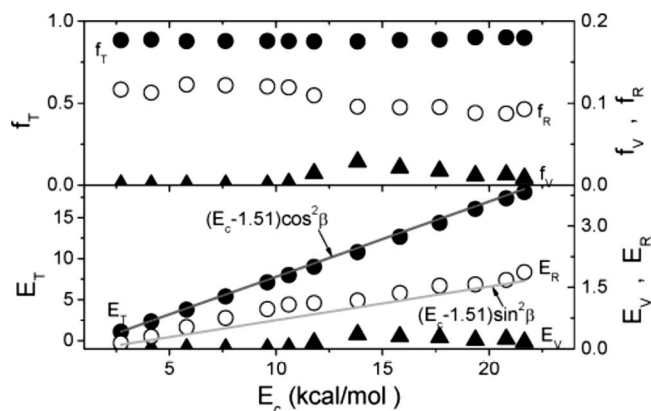 1.0
0.5
0.0
f_T
f_T
f_R
f_V
0.2
0.1
0.0
f_V , f_R
15
10
5
0
E_T
E_T
(E_c-1.51)cos²β
(E_c-1.51)sin²β
E_R
E_V
3.0
1.5
0.0
E_V , E_R
5 10 15 20
E_c (kcal/mol)